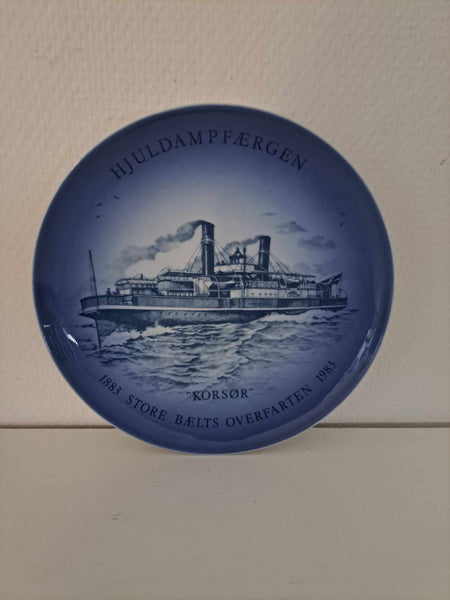 HJULDAMPFÆRGEN
"KORSØR"
1883 STORE BÆLTS OVERFARTEN 1983